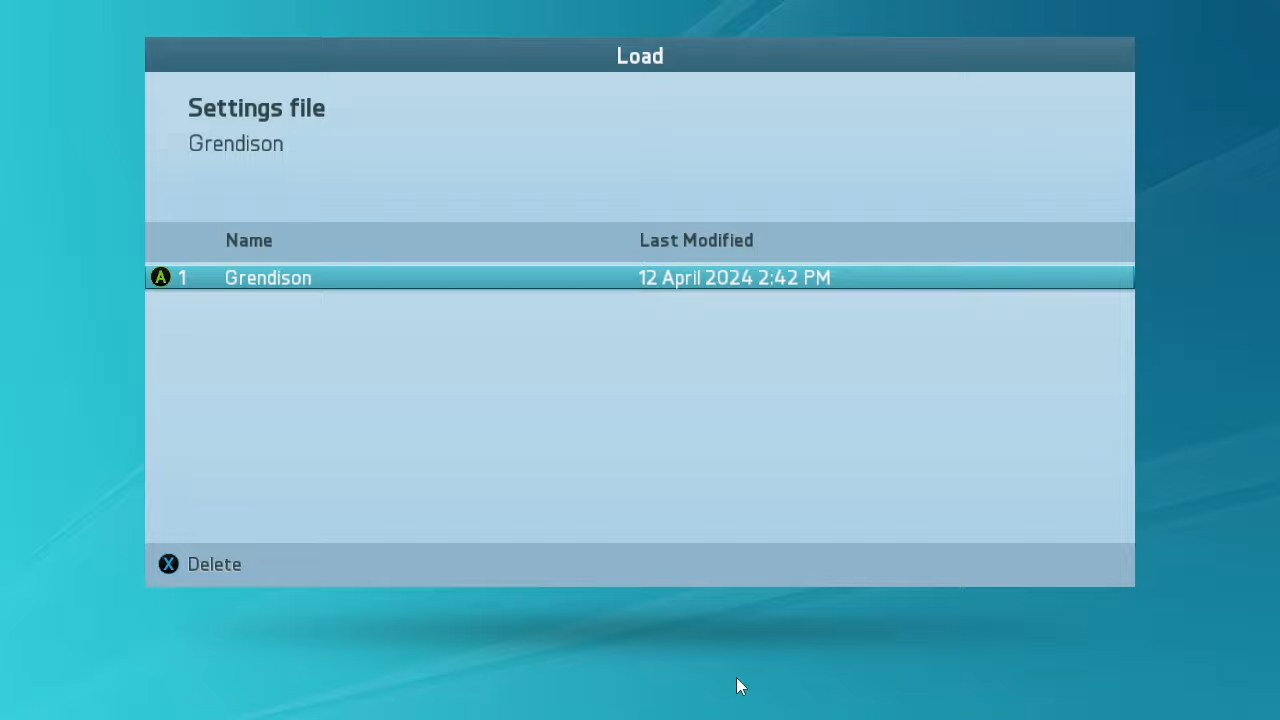 Load
Settings file
Grendison
Name Last Modified
A 1 Grendison 12 April 2024 2:42 PM
X Delete